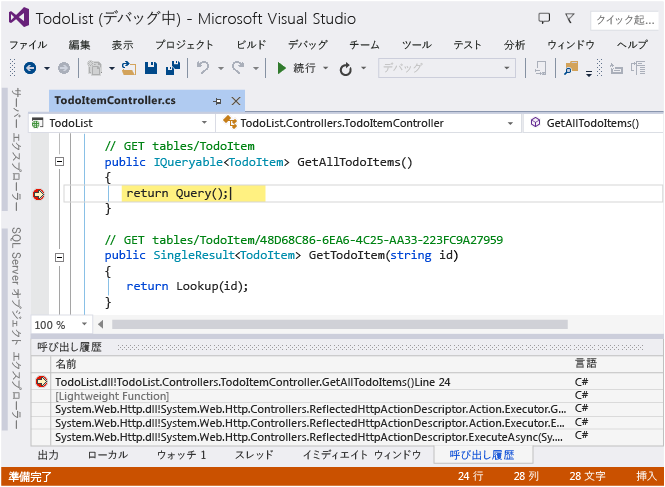 TodoList (デバッグ中) - Microsoft Visual Studio
クイック起...
ファイル 編集 表示 プロジェクト ビルド デバッグ チーム ツール テスト 分析 ウィンドウ ヘルプ
続行 デバッグ
サーバー エクスプローラー
SQL Server オブジェクト エクスプローラー
TodoItemController.cs
TodoList TodoList.Controllers.TodoItemController GetAllTodoItems()
// GET tables/TodoItem
public IQueryable<TodoItem> GetAllTodoItems()
{
return Query();
}
// GET tables/TodoItem/48D68C86-6EA6-4C25-AA33-223FC9A27959
public SingleResult<TodoItem> GetTodoItem(string id)
{
return Lookup(id);
}
100 %
呼び出し履歴
名前 言語
TodoList.dll!TodoList.Controllers.TodoItemController.GetAllTodoItems()Line 24 C#
[Lightweight Function] C#
System.Web.Http.dll!System.Web.Http.Controllers.ReflectedHttpActionDescriptor.Action.Executor.G... C#
System.Web.Http.dll!System.Web.Http.Controllers.ReflectedHttpActionDescriptor.Action.Executor.E... C#
System.Web.Http.dll!System.Web.Http.Controllers.ReflectedHttpActionDescriptor.ExecuteAsync(Sy.... C#
出力 ローカル ウォッチ 1 スレッド イミディエイト ウィンドウ 呼び出し履歴
準備完了 24 行 28 列 28 文字 挿入